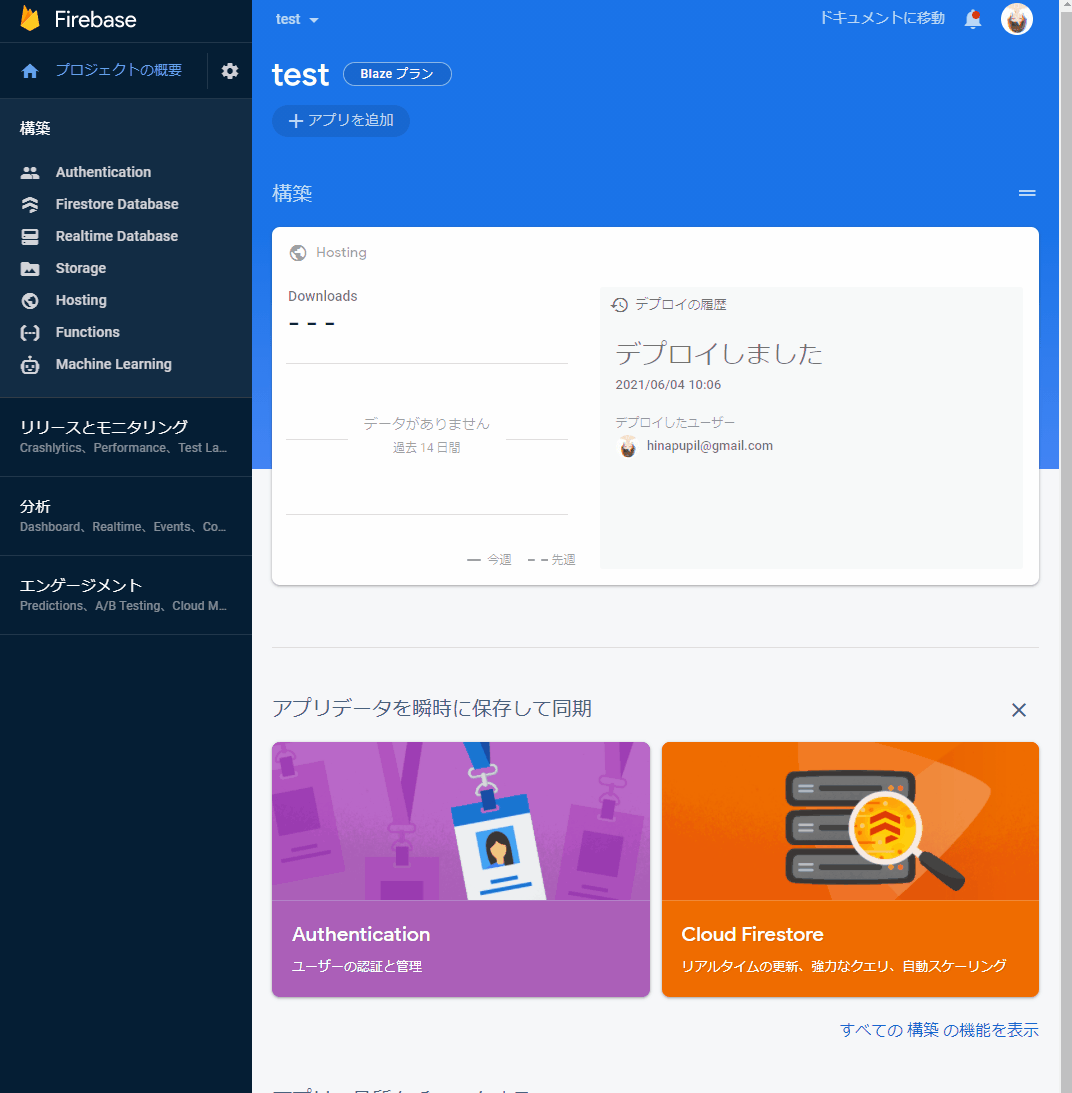 Firebase
プロジェクトの概要
構築
Authentication
Firestore Database
Realtime Database
Storage
Hosting
Functions
Machine Learning
リリースとモニタリング
Crashlytics、Performance、Test La...
分析
Dashboard、Realtime、Events、Co...
エンゲージメント
Predictions、A/B Testing、Cloud M...
test
ドキュメントに移動
test
Blaze プラン
アプリを追加
構築
Hosting
Downloads
- - -
データがありません
過去 14 日間
今週
先週
デプロイの履歴
デプロイしました
2021/06/04 10:06
デプロイしたユーザー
hinapupil@gmail.com
アプリデータを瞬時に保存して同期
Authentication
ユーザーの認証と管理
Cloud Firestore
リアルタイムの更新、強力なクエリ、自動スケーリング
すべての 構築 の機能を表示